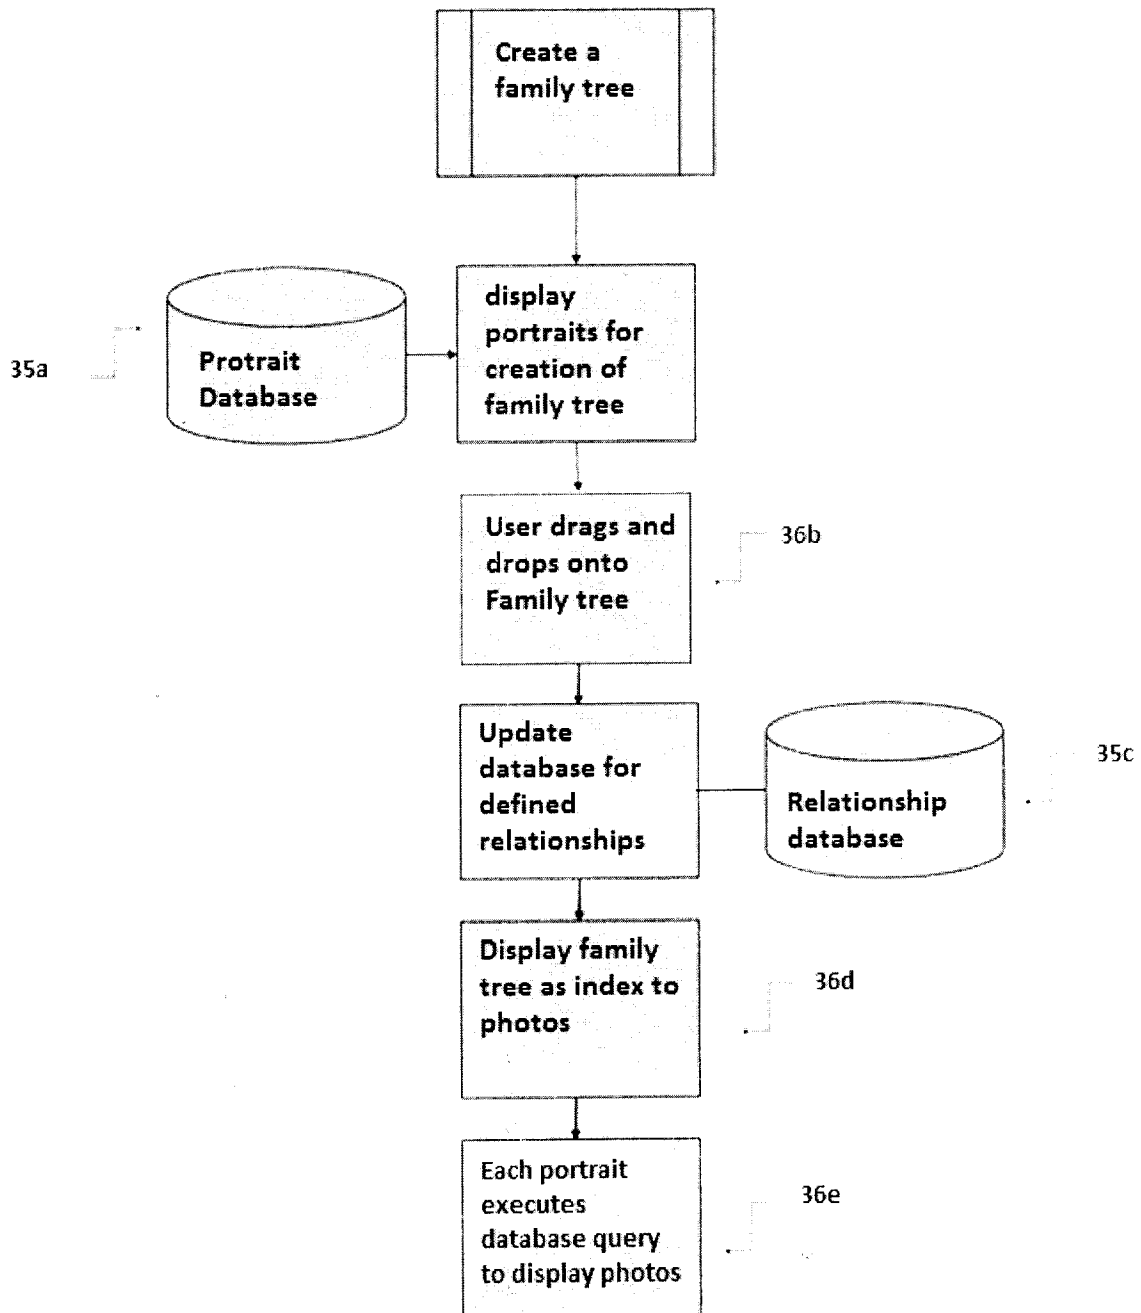 Create a
family tree
display
portraits for
creation of
family tree
35a
Protrait
Database
User drags and
drops onto
Family tree
36b
Update
database for
defined
relationships
Relationship
database
35c
Display family
tree as index to
photos
36d
Each portrait
executes
database query
to display photos
36e